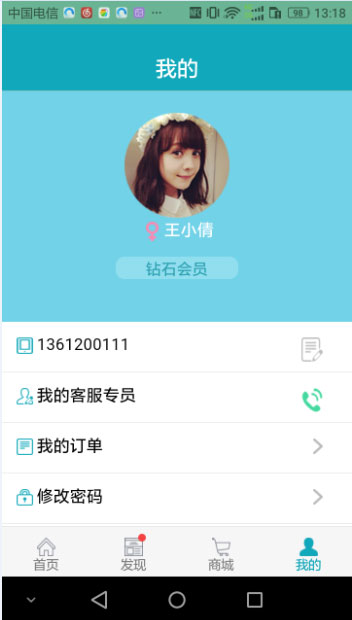 中国电信 ··· 98 13:18
我的
王小倩
钻石会员
1361200111
我的客服专员
我的订单
修改密码
首页 发现 商城 我的